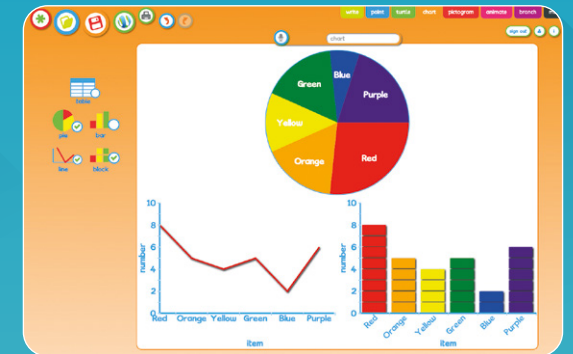 write paint turtle chart pictogram animate branch
sign out
chart
table
pie bar
line block
Blue
Green
Purple
Yellow
Orange
Red
10
8
6
4
2
0
number
Red Orange Yellow Green Blue Purple
item
10
8
6
4
2
0
number
Red Orange Yellow Green Blue Purple
item